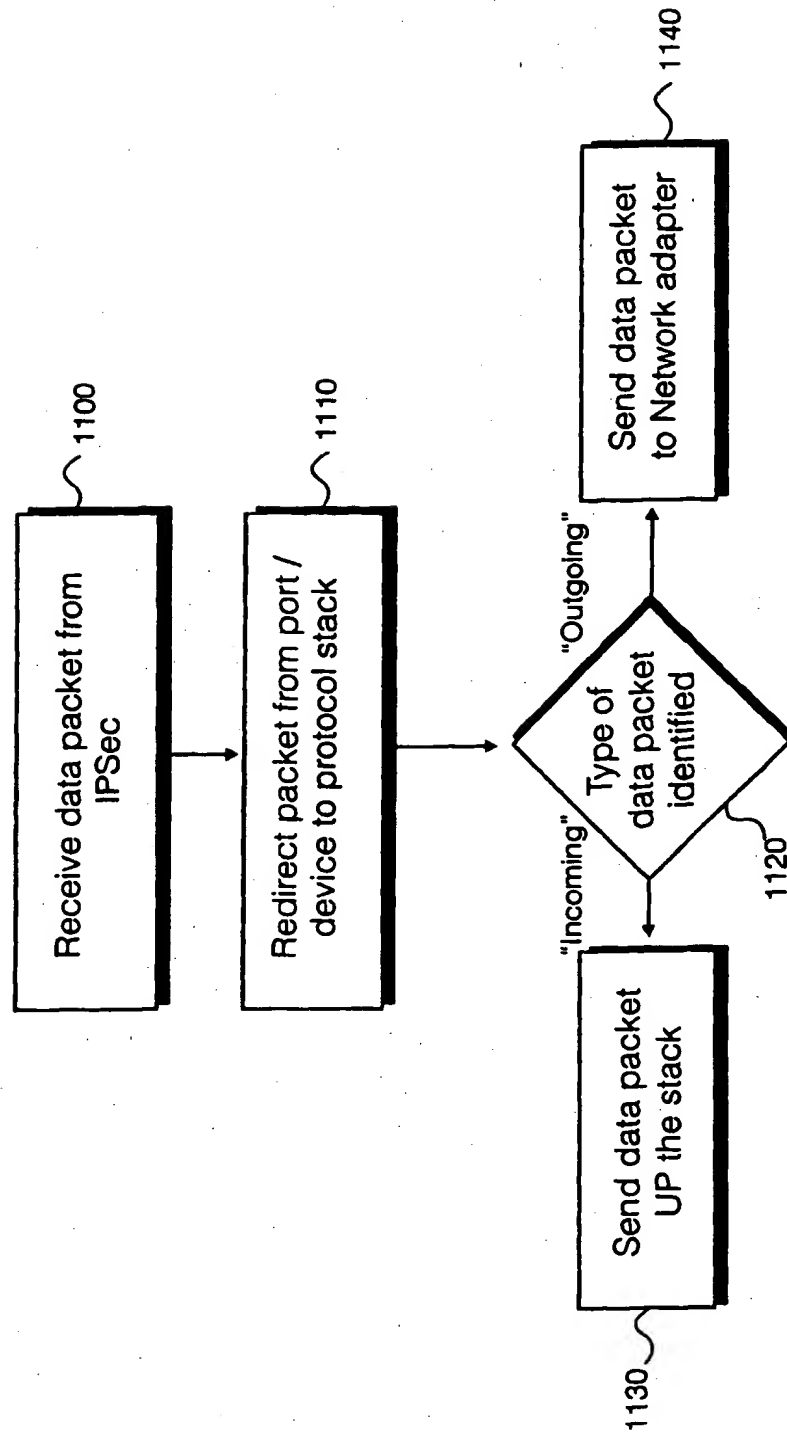 Receive data packet from
IPSec
1100
Redirect packet from port /
device to protocol stack
1110
Type of
data packet
identified
1120
"Incoming"
"Outgoing"
Send data packet
UP the stack
1130
Send data packet
to Network adapter
1140